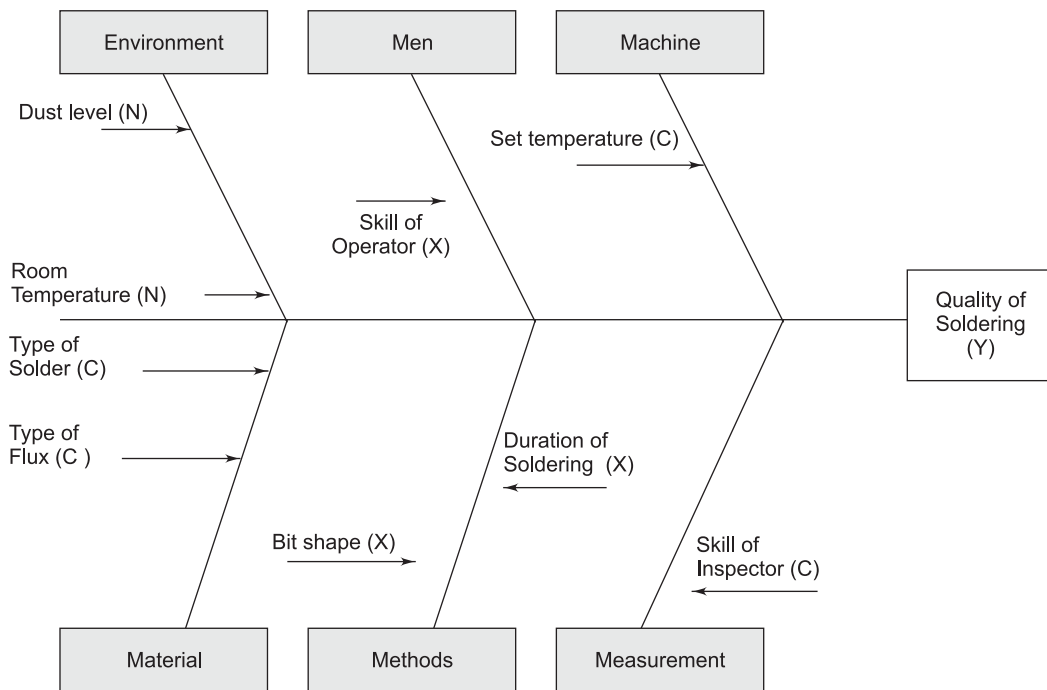 Environment
Men
Machine
Dust level (N)
Set temperature (C)
Skill of
Operator (X)
Room
Temperature (N)
Quality of
Soldering
(Y)
Type of
Solder (C)
Type of
Flux (C )
Duration of
Soldering (X)
Bit shape (X)
Skill of
Inspector (C)
Material
Methods
Measurement